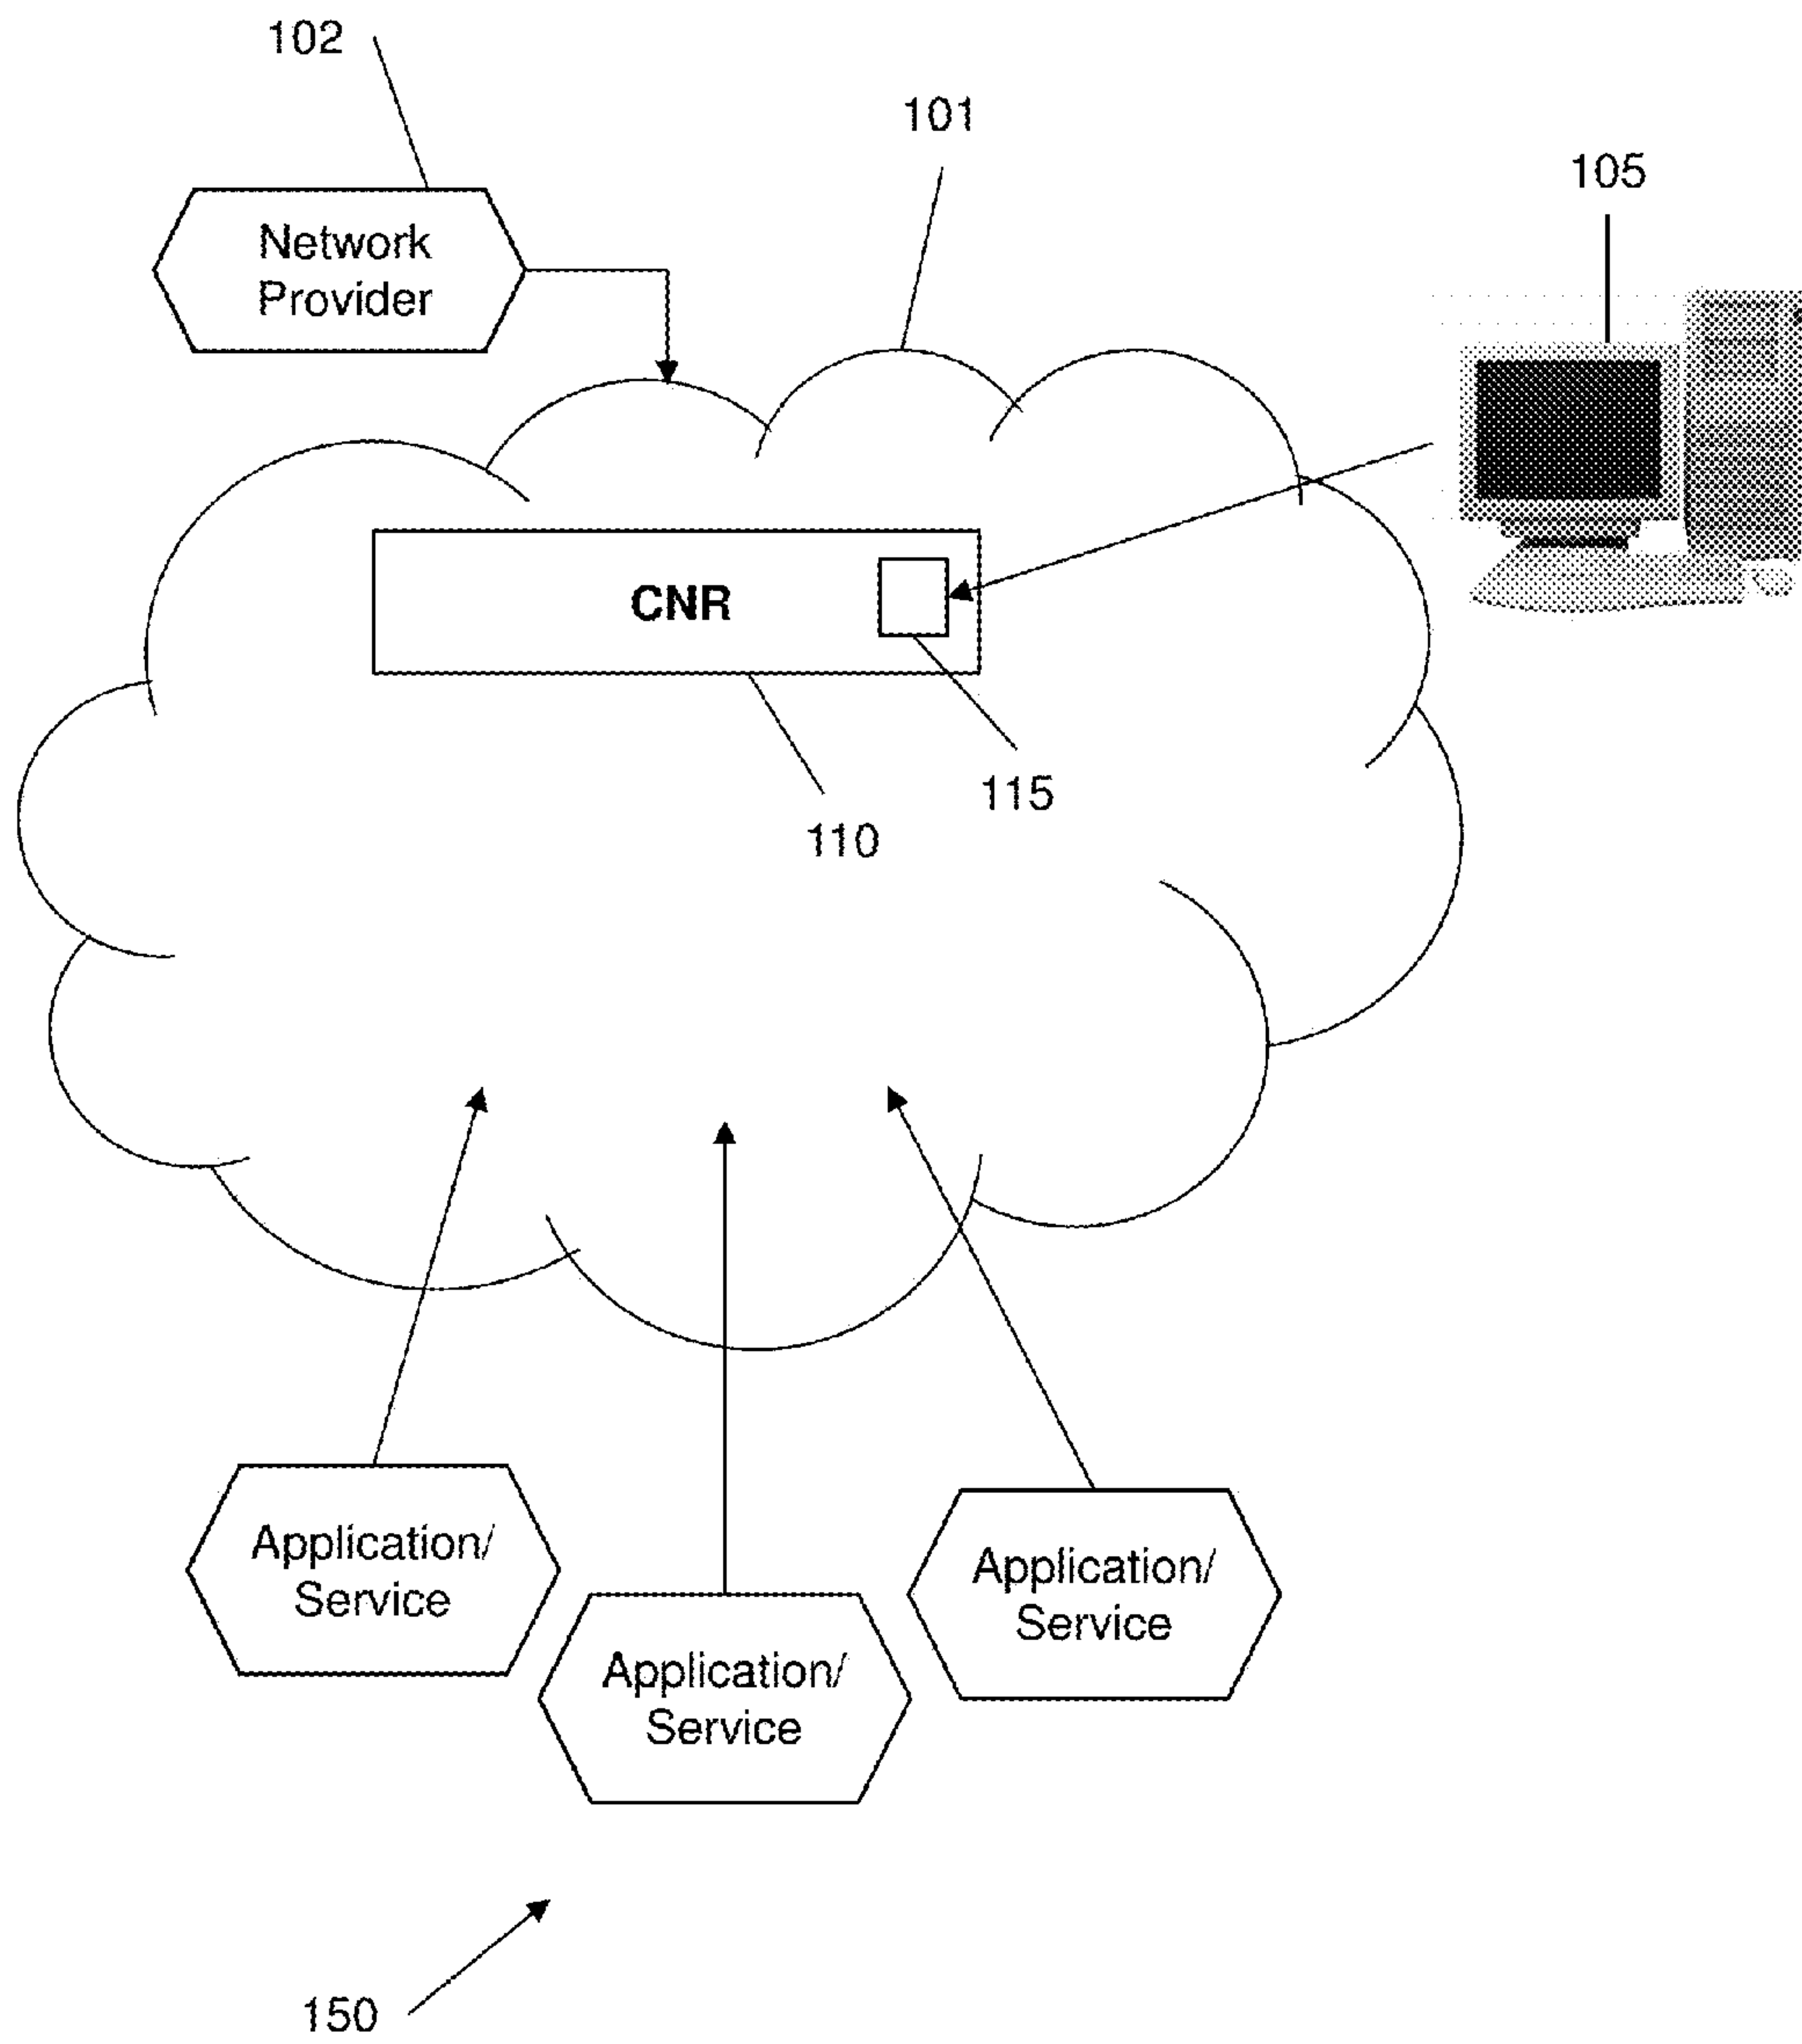 102
101
105
Network
Provider
CNR
115
110
Application/
Service
Application/
Service
Application/
Service
150